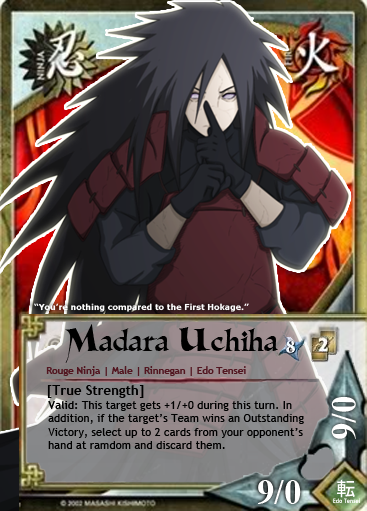 NINJA
忍
FIRE
火
"You're nothing compared to the First Hokage."
Madara Uchiha 8 2
Rouge Ninja | Male | Rinnegan | Edo Tensei
[True Strength]
Valid: This target gets +1/+0 during this turn. In
addition, if the target's Team wins an Outstanding
Victory, select up to 2 cards from your opponent's
hand at ramdom and discard them.
9/0
9/0
転
Edo Tensei
© 2002 MASASHI KISHIMOTO